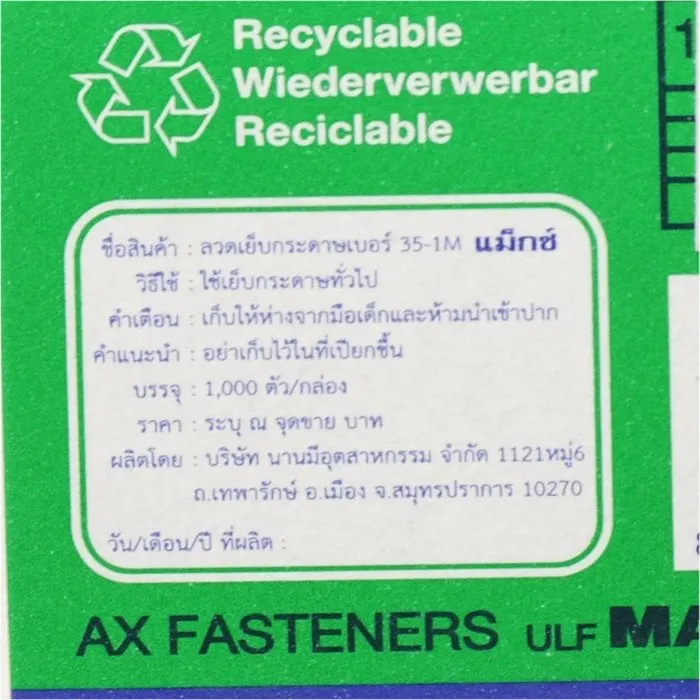 Recyclable
Wiederverwerbar
Reciclable
ชื่อสินค้า : ลวดเย็บกระดาษเบอร์ 35-1M แม็กซ์
วิธีใช้ : ใช้เย็บกระดาษทั่วไป
คำเตือน : เก็บให้ห่างจากมือเด็กและห้ามนำเข้าปาก
คำแนะนำ : อย่าเก็บไว้ในที่เปียกชื้น
บรรจุ : 1,000 ตัว/กล่อง
ราคา : ระบุ ณ จุดขาย บาท
ผลิตโดย : บริษัท นานมีอุตสาหกรรม จำกัด 1121หมู่6
ถ.เทพารักษ์ อ.เมือง จ.สมุทรปราการ 10270
วัน/เดือน/ปี ที่ผลิต :
AX FASTENERS ULF MA